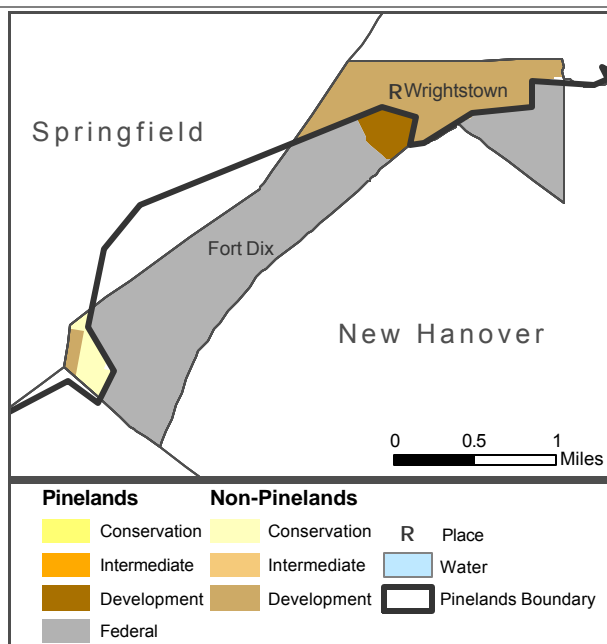 R Wrightstown
Springfield
Fort Dix
New Hanover
0 0.5 1
Miles
Pinelands Non-Pinelands
Conservation Conservation R Place
Intermediate Intermediate Water
Development Development Pinelands Boundary
Federal